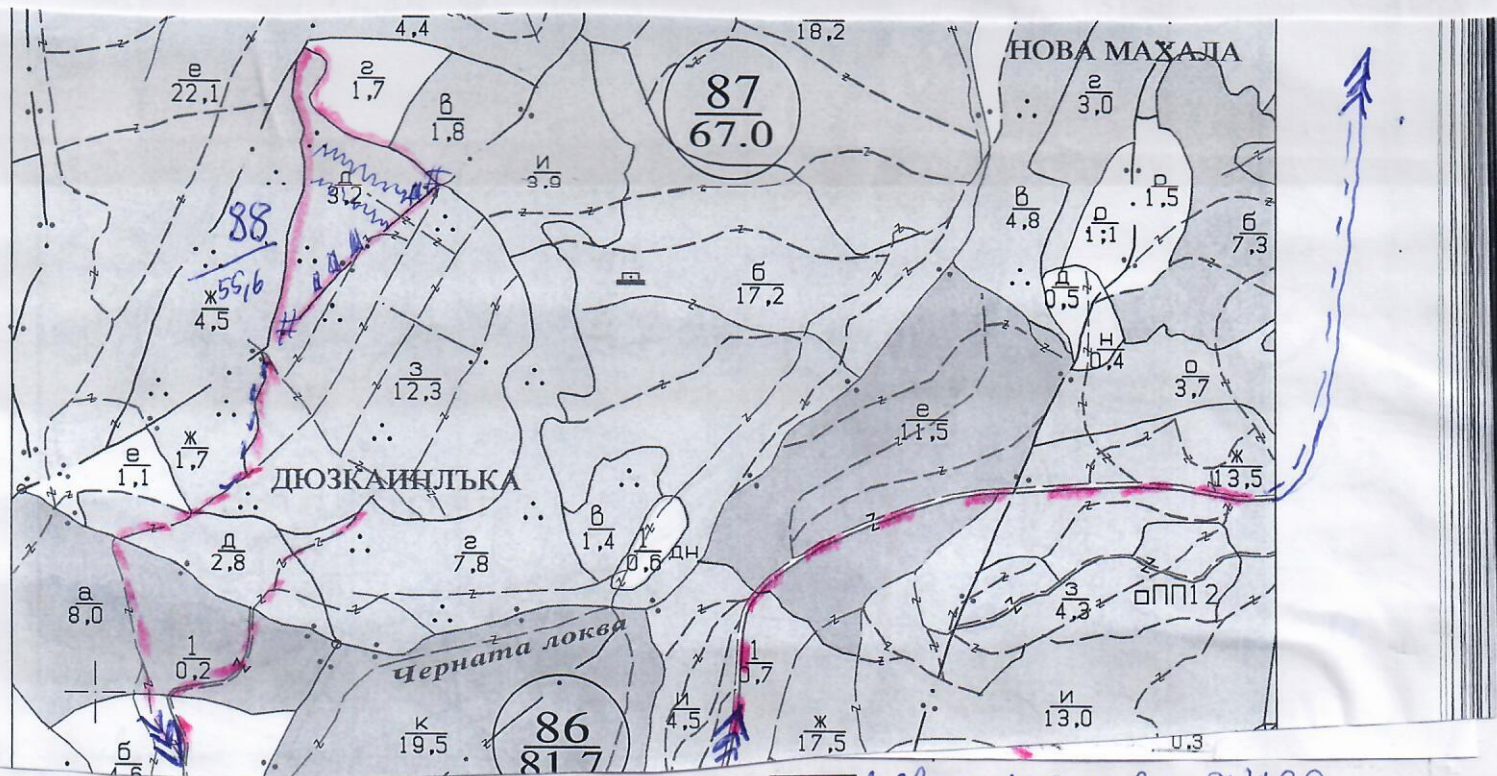 4,4
18,2
НОВА МАХАЛА
е
22,1
г
1,7
в
1,8
87
67.0
г
3,0
и
3,9
д
3,2
88
55,6
ж
4,5
в
4,8
1,5
1,1
б
7,3
д
0,5
б
17,2
н
0,4
3,7
з
12,3
е
11,5
е
1,1
ж
1,7
ДЮЗКАИНЛЪКА
ж
13,5
в
1,4
1
0,6
дн
д
2,8
г
7,8
а
8,0
1
0,2
Черната локва
з
4,3
ПП12
1
0,7
и
4,5
ж
17,5
и
13,0
б
4,6
к
19,5
86
81.7
0,3